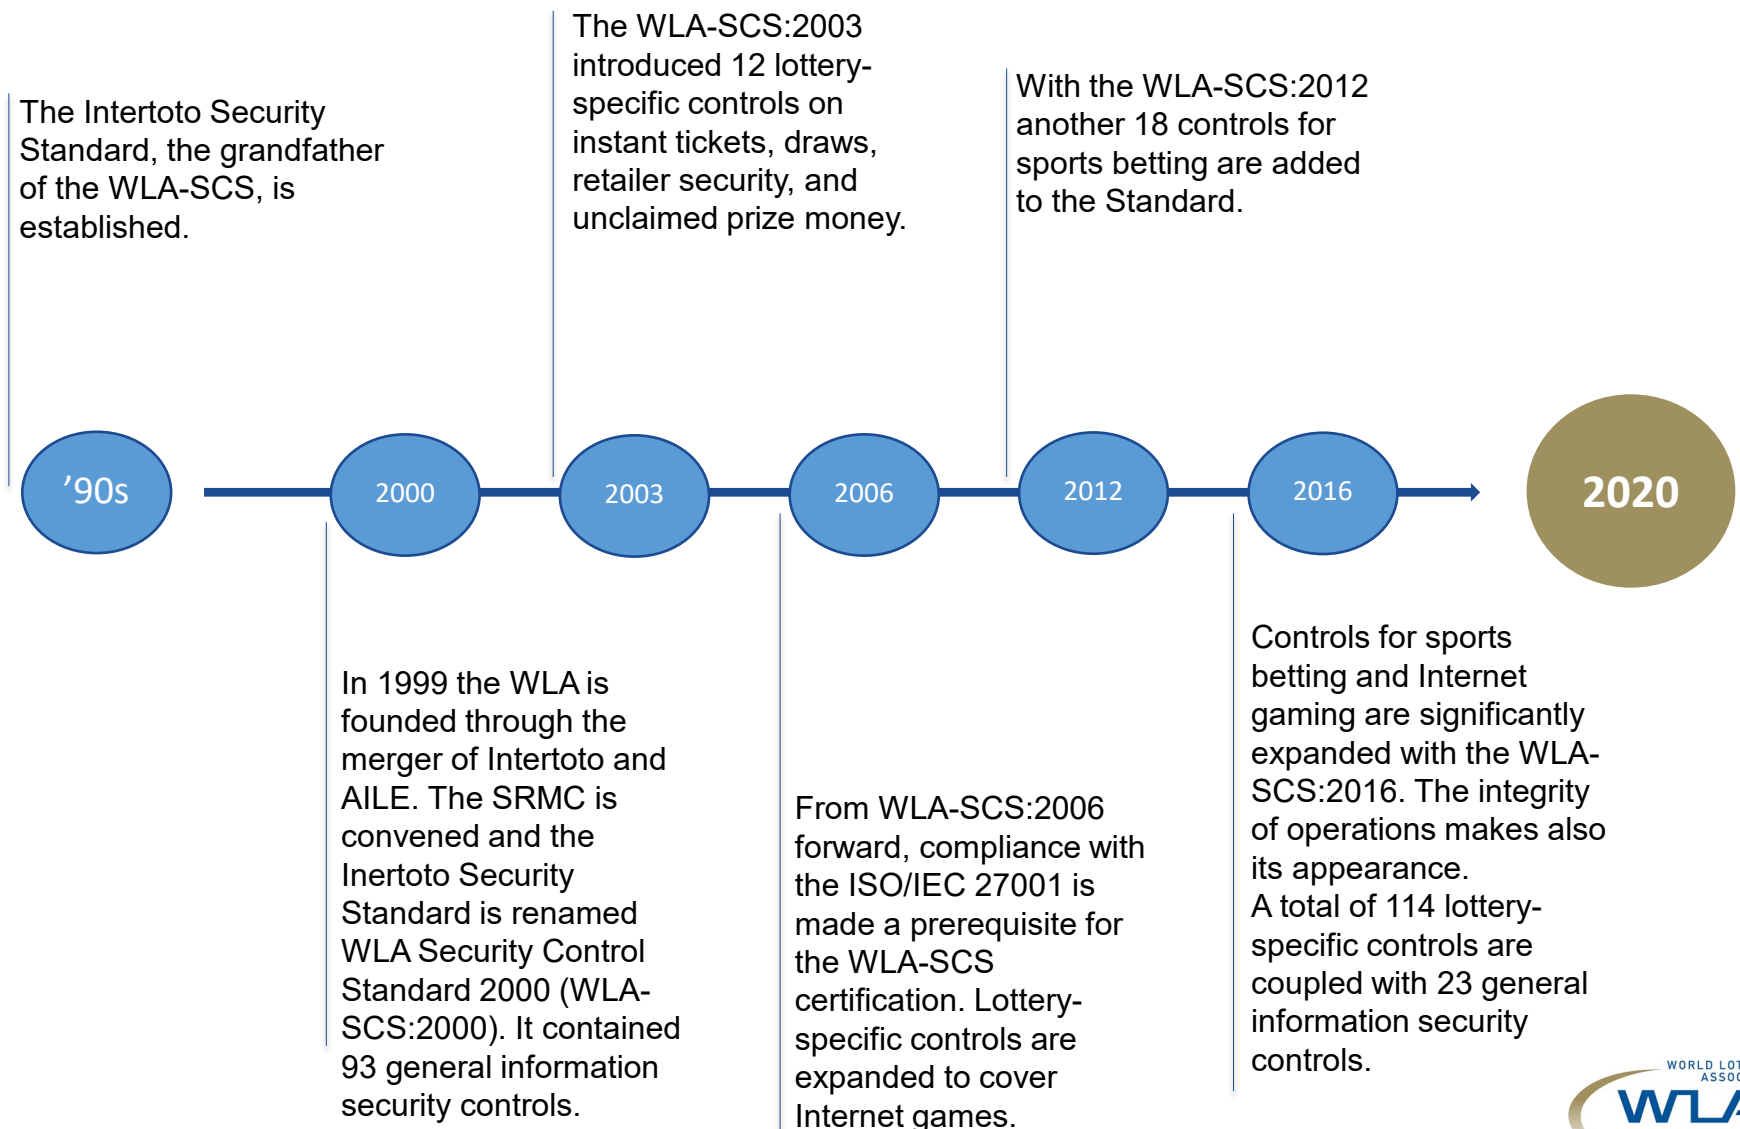 The Intertoto Security
Standard, the grandfather
of the WLA-SCS, is
established.
The WLA-SCS:2003
introduced 12 lottery-
specific controls on
instant tickets, draws,
retailer security, and
unclaimed prize money.
With the WLA-SCS:2012
another 18 controls for
sports betting are added
to the Standard.
’90s
2000
2003
2006
2012
2016
2020
In 1999 the WLA is
founded through the
merger of Intertoto and
AILE. The SRMC is
convened and the
Inertoto Security
Standard is renamed
WLA Security Control
Standard 2000 (WLA-
SCS:2000). It contained
93 general information
security controls.
From WLA-SCS:2006
forward, compliance with
the ISO/IEC 27001 is
made a prerequisite for
the WLA-SCS
certification. Lottery-
specific controls are
expanded to cover
Internet games.
Controls for sports
betting and Internet
gaming are significantly
expanded with the WLA-
SCS:2016. The integrity
of operations makes also
its appearance.
A total of 114 lottery-
specific controls are
coupled with 23 general
information security
controls.
WORLD
WLA